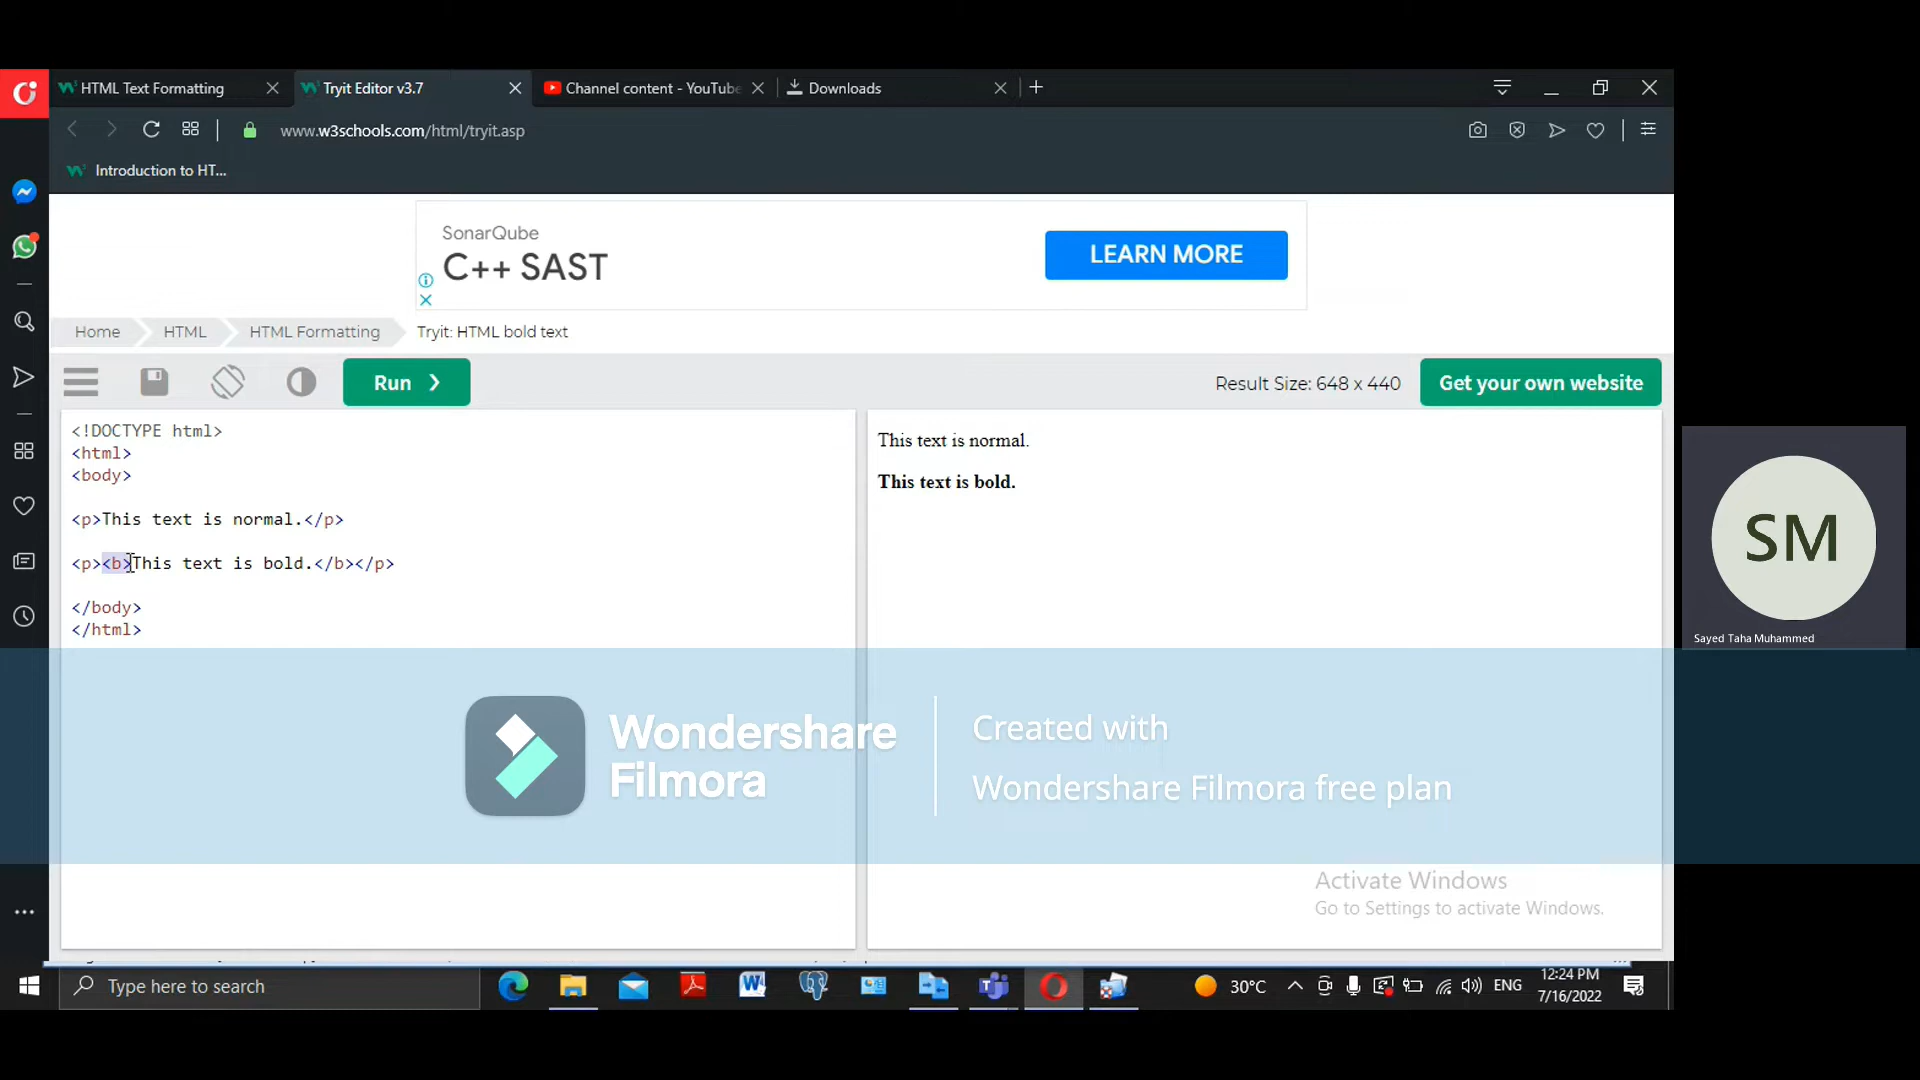 HTML Text Formatting
Tryit Editor v3.7
Channel content - YouTube
Downloads
www.w3schools.com/html/tryit.asp
Introduction to HT...
SonarQube
C++ SAST
LEARN MORE
Home
HTML
HTML Formatting
Tryit: HTML bold text
Run ❯
Result Size: 648 x 440
Get your own website
<!DOCTYPE html>
<html>
<body>
<p>This text is normal.</p>
<p><b>This text is bold.</b></p>
</body>
</html>
This text is normal.
This text is bold.
SM
Sayed Taha Muhammed
Wondershare
Filmora
Created with
Wondershare Filmora free plan
Activate Windows
Go to Settings to activate Windows.
Type here to search
30°C
ENG
12:24 PM
7/16/2022